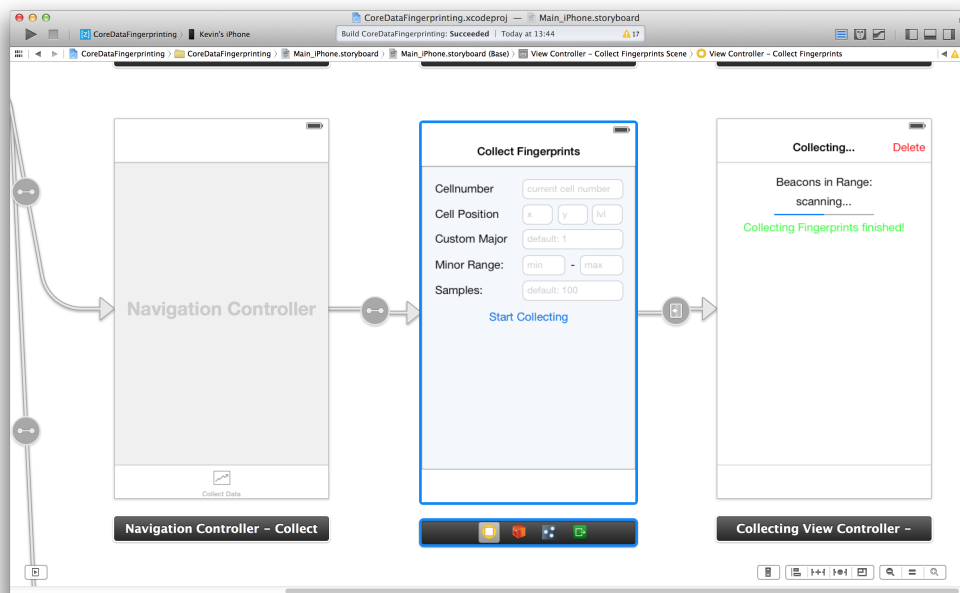 CoreDataFingerprinting.xcodeproj — Main_iPhone.storyboard
CoreDataFingerprinting Kevin's iPhone
Build CoreDataFingerprinting: Succeeded | Today at 13:44
17
CoreDataFingerprinting CoreDataFingerprinting Main_iPhone.storyboard Main_iPhone.storyboard (Base) View Controller – Collect Fingerprints Scene View Controller – Collect Fingerprints
Navigation Controller
Collect Data
Navigation Controller – Collect
Collect Fingerprints
Cellnumber current cell number
Cell Position x y lvl
Custom Major default: 1
Minor Range: min - max
Samples: default: 100
Start Collecting
Collecting... Delete
Beacons in Range:
scanning...
Collecting Fingerprints finished!
Collecting View Controller –